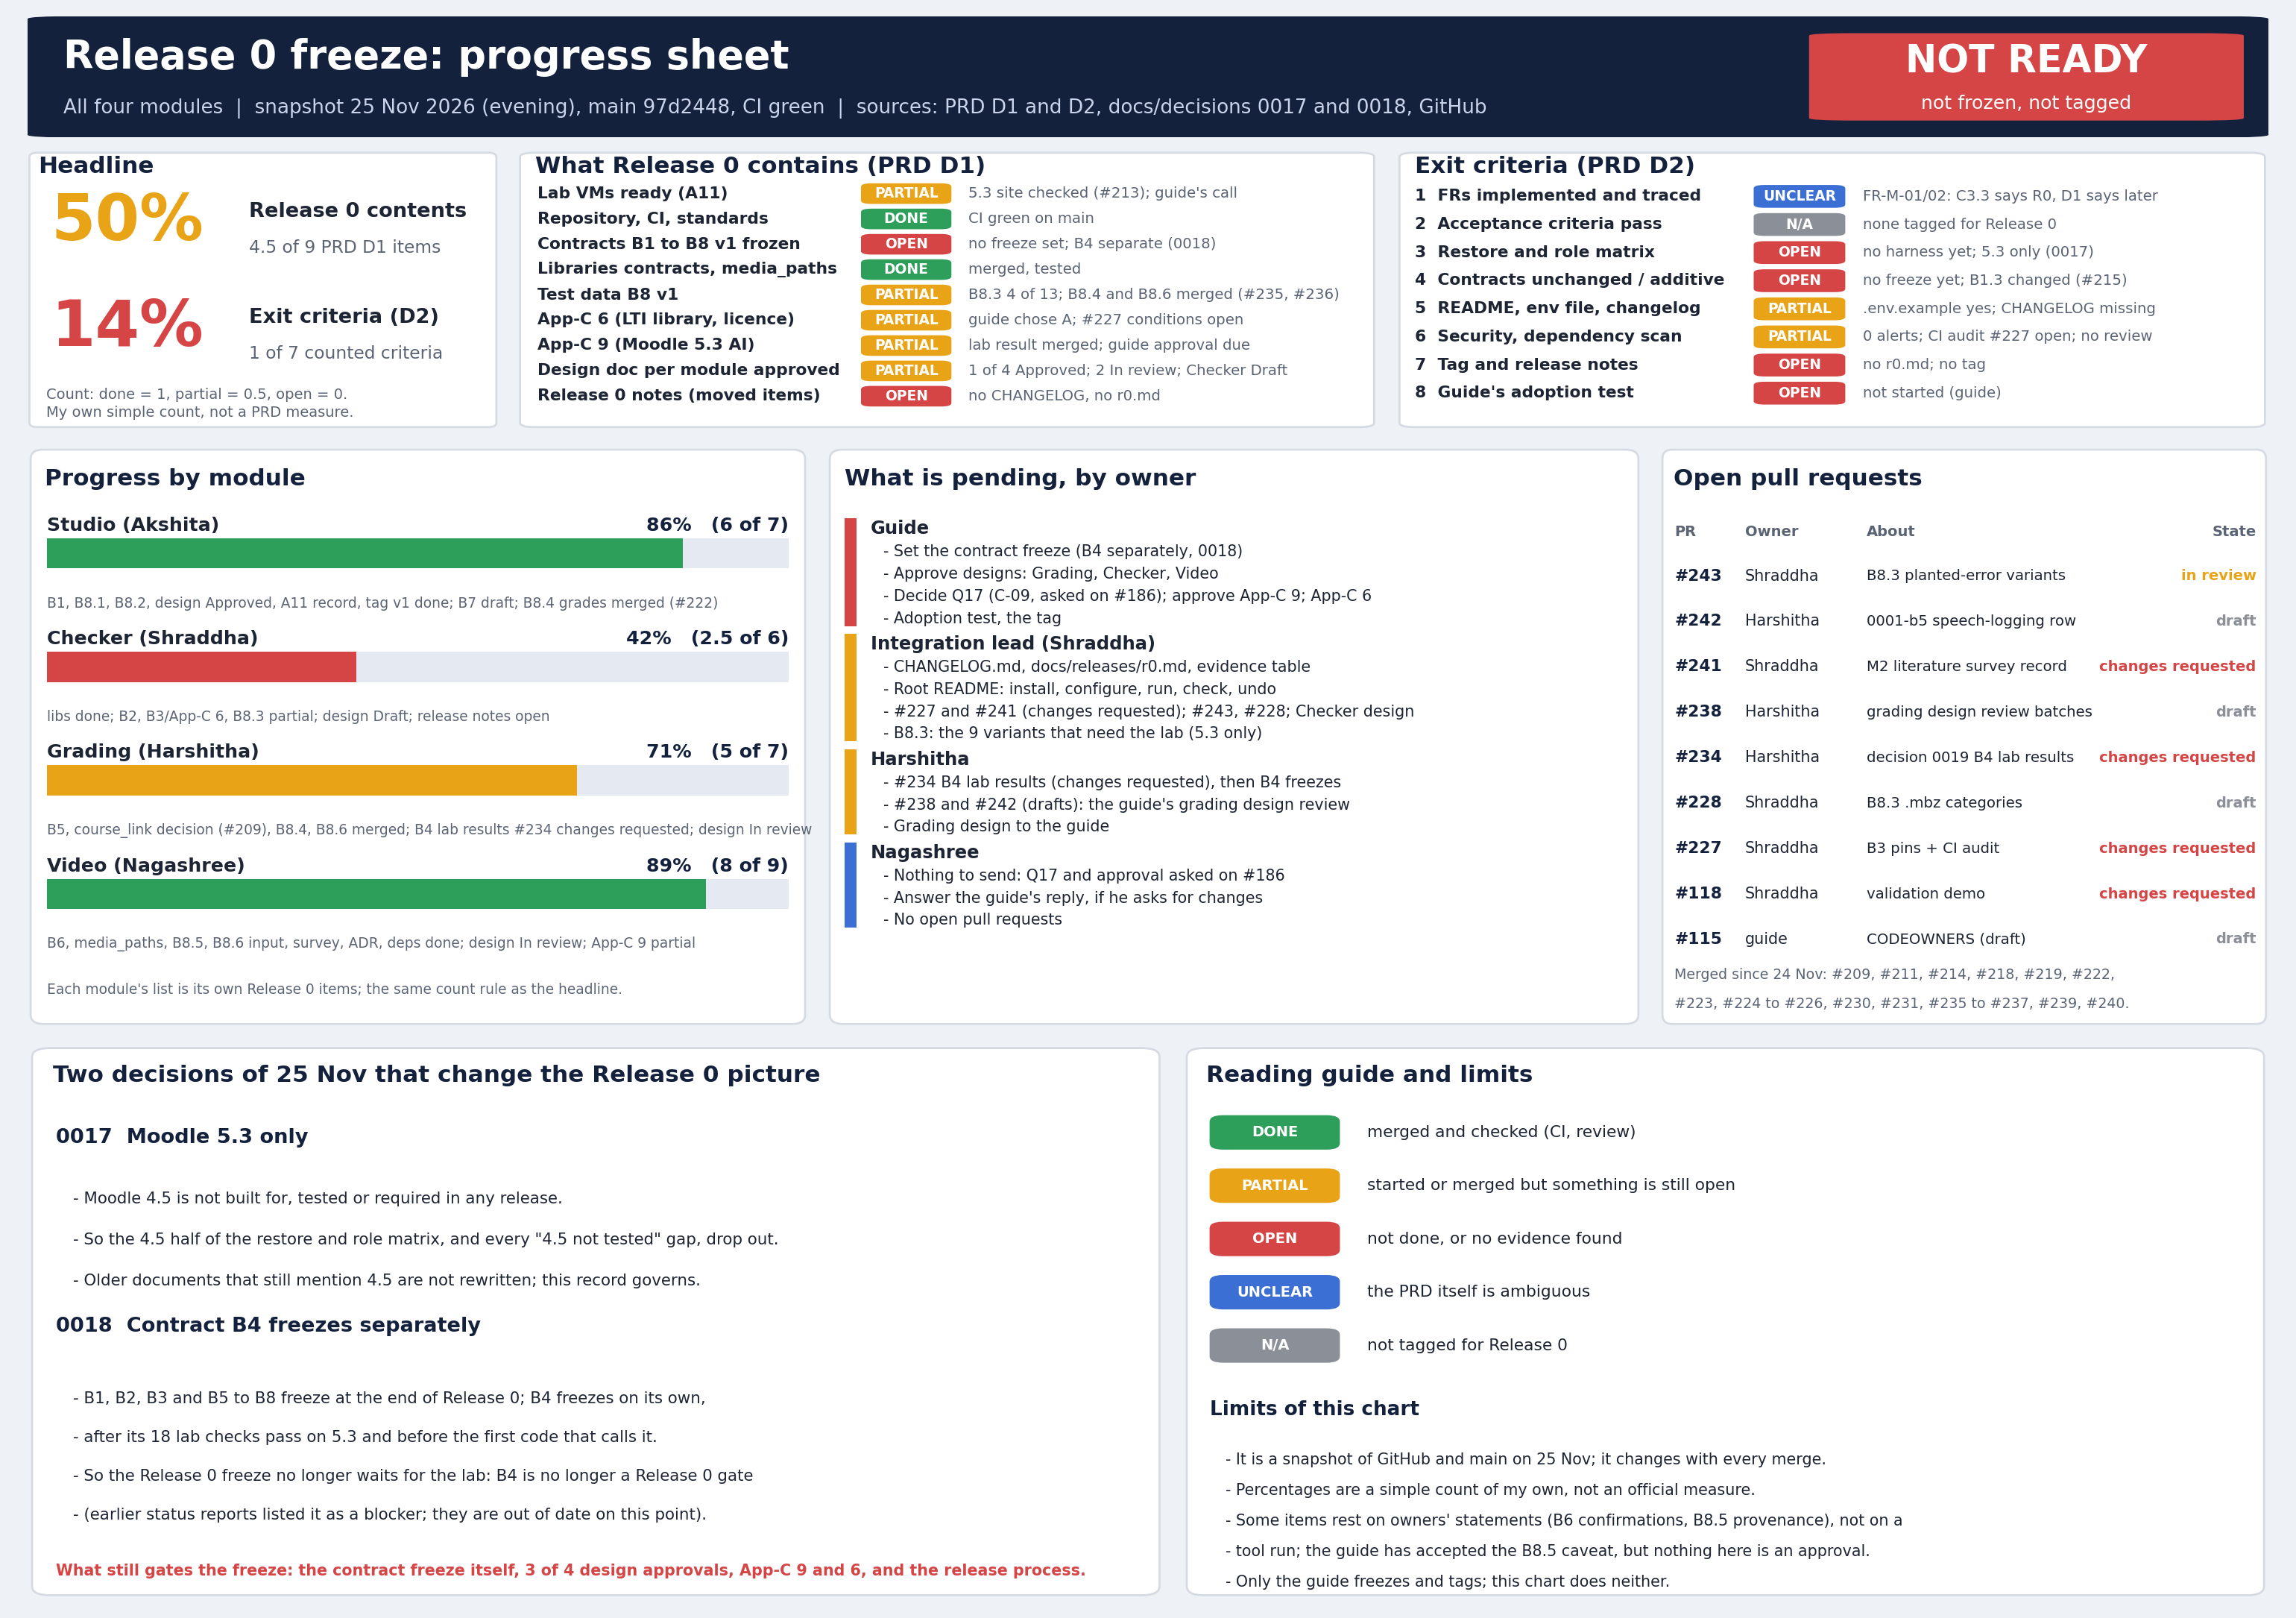 Release 0 freeze: progress sheet
All four modules | snapshot 25 Nov 2026 (evening), main 97d2448, CI green | sources: PRD D1 and D2, docs/decisions 0017 and 0018, GitHub
NOT READY
not frozen, not tagged
Headline
50%
Release 0 contents
4.5 of 9 PRD D1 items
14%
Exit criteria (D2)
1 of 7 counted criteria
Count: done = 1, partial = 0.5, open = 0.
My own simple count, not a PRD measure.
What Release 0 contains (PRD D1)
Lab VMs ready (A11) PARTIAL 5.3 site checked (#213); guide's call
Repository, CI, standards DONE CI green on main
Contracts B1 to B8 v1 frozen OPEN no freeze set; B4 separate (0018)
Libraries contracts, media_paths DONE merged, tested
Test data B8 v1 PARTIAL B8.3 4 of 13; B8.4 and B8.6 merged (#235, #236)
App-C 6 (LTI library, licence) PARTIAL guide chose A; #227 conditions open
App-C 9 (Moodle 5.3 AI) PARTIAL lab result merged; guide approval due
Design doc per module approved PARTIAL 1 of 4 Approved; 2 In review; Checker Draft
Release 0 notes (moved items) OPEN no CHANGELOG, no r0.md
Exit criteria (PRD D2)
1 FRs implemented and traced UNCLEAR FR-M-01/02: C3.3 says R0, D1 says later
2 Acceptance criteria pass N/A none tagged for Release 0
3 Restore and role matrix OPEN no harness yet; 5.3 only (0017)
4 Contracts unchanged / additive OPEN no freeze yet; B1.3 changed (#215)
5 README, env file, changelog PARTIAL .env.example yes; CHANGELOG missing
6 Security, dependency scan PARTIAL 0 alerts; CI audit #227 open; no review
7 Tag and release notes OPEN no r0.md; no tag
8 Guide's adoption test OPEN not started (guide)
Progress by module
Studio (Akshita) 86% (6 of 7)
B1, B8.1, B8.2, design Approved, A11 record, tag v1 done; B7 draft; B8.4 grades merged (#222)
Checker (Shraddha) 42% (2.5 of 6)
libs done; B2, B3/App-C 6, B8.3 partial; design Draft; release notes open
Grading (Harshitha) 71% (5 of 7)
B5, course_link decision (#209), B8.4, B8.6 merged; B4 lab results #234 changes requested; design In review
Video (Nagashree) 89% (8 of 9)
B6, media_paths, B8.5, B8.6 input, survey, ADR, deps done; design In review; App-C 9 partial
Each module's list is its own Release 0 items; the same count rule as the headline.
What is pending, by owner
Guide
- Set the contract freeze (B4 separately, 0018)
- Approve designs: Grading, Checker, Video
- Decide Q17 (C-09, asked on #186); approve App-C 9; App-C 6
- Adoption test, the tag
Integration lead (Shraddha)
- CHANGELOG.md, docs/releases/r0.md, evidence table
- Root README: install, configure, run, check, undo
- #227 and #241 (changes requested); #243, #228; Checker design
- B8.3: the 9 variants that need the lab (5.3 only)
Harshitha
- #234 B4 lab results (changes requested), then B4 freezes
- #238 and #242 (drafts): the guide's grading design review
- Grading design to the guide
Nagashree
- Nothing to send: Q17 and approval asked on #186
- Answer the guide's reply, if he asks for changes
- No open pull requests
Open pull requests
PR Owner About State
#243 Shraddha B8.3 planted-error variants in review
#242 Harshitha 0001-b5 speech-logging row draft
#241 Shraddha M2 literature survey record changes requested
#238 Harshitha grading design review batches draft
#234 Harshitha decision 0019 B4 lab results changes requested
#228 Shraddha B8.3 .mbz categories draft
#227 Shraddha B3 pins + CI audit changes requested
#118 Shraddha validation demo changes requested
#115 guide CODEOWNERS (draft) draft
Merged since 24 Nov: #209, #211, #214, #218, #219, #222,
#223, #224 to #226, #230, #231, #235 to #237, #239, #240.
Two decisions of 25 Nov that change the Release 0 picture
0017 Moodle 5.3 only
- Moodle 4.5 is not built for, tested or required in any release.
- So the 4.5 half of the restore and role matrix, and every "4.5 not tested" gap, drop out.
- Older documents that still mention 4.5 are not rewritten; this record governs.
0018 Contract B4 freezes separately
- B1, B2, B3 and B5 to B8 freeze at the end of Release 0; B4 freezes on its own,
- after its 18 lab checks pass on 5.3 and before the first code that calls it.
- So the Release 0 freeze no longer waits for the lab: B4 is no longer a Release 0 gate
- (earlier status reports listed it as a blocker; they are out of date on this point).
What still gates the freeze: the contract freeze itself, 3 of 4 design approvals, App-C 9 and 6, and the release process.
Reading guide and limits
DONE merged and checked (CI, review)
PARTIAL started or merged but something is still open
OPEN not done, or no evidence found
UNCLEAR the PRD itself is ambiguous
N/A not tagged for Release 0
Limits of this chart
- It is a snapshot of GitHub and main on 25 Nov; it changes with every merge.
- Percentages are a simple count of my own, not an official measure.
- Some items rest on owners' statements (B6 confirmations, B8.5 provenance), not on a
- tool run; the guide has accepted the B8.5 caveat, but nothing here is an approval.
- Only the guide freezes and tags; this chart does neither.